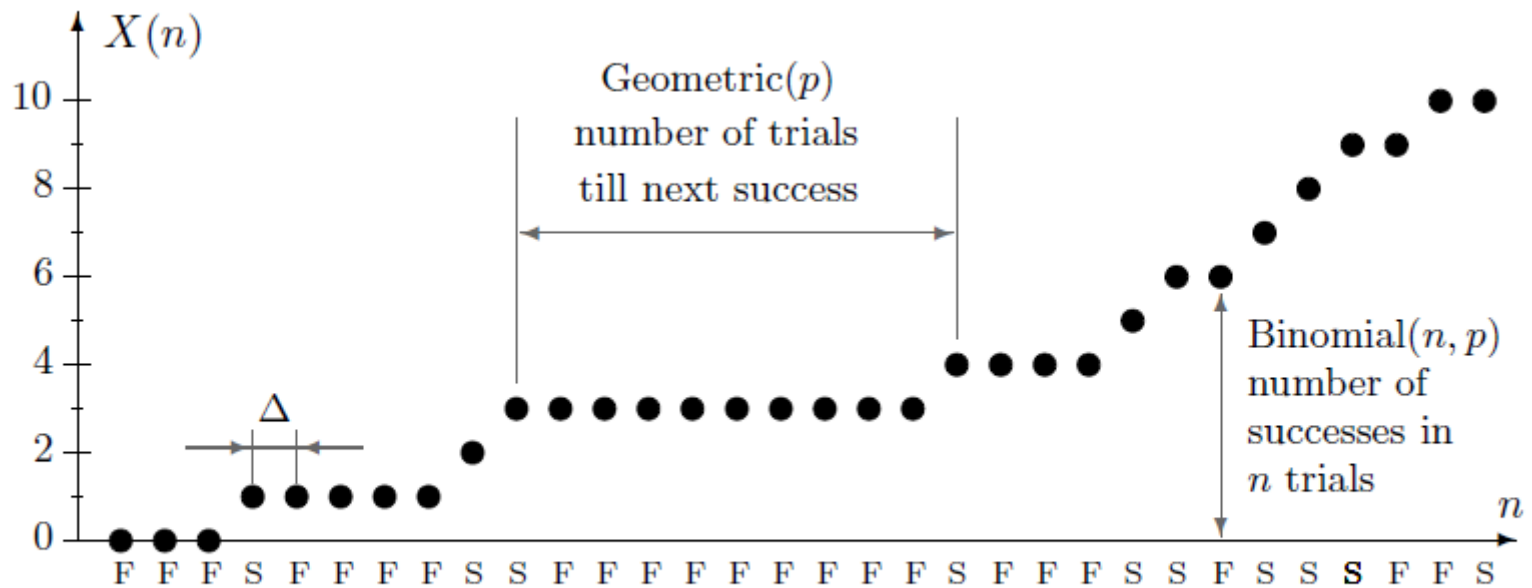 X(n)
Geometric(p)
number of trials
till next success
10
8
6
4
2
0
Δ
Binomial(n, p)
number of
successes in
n trials
n
F F F S F F F F S S F F F F F F F F F S F F F S S F S S S F F S